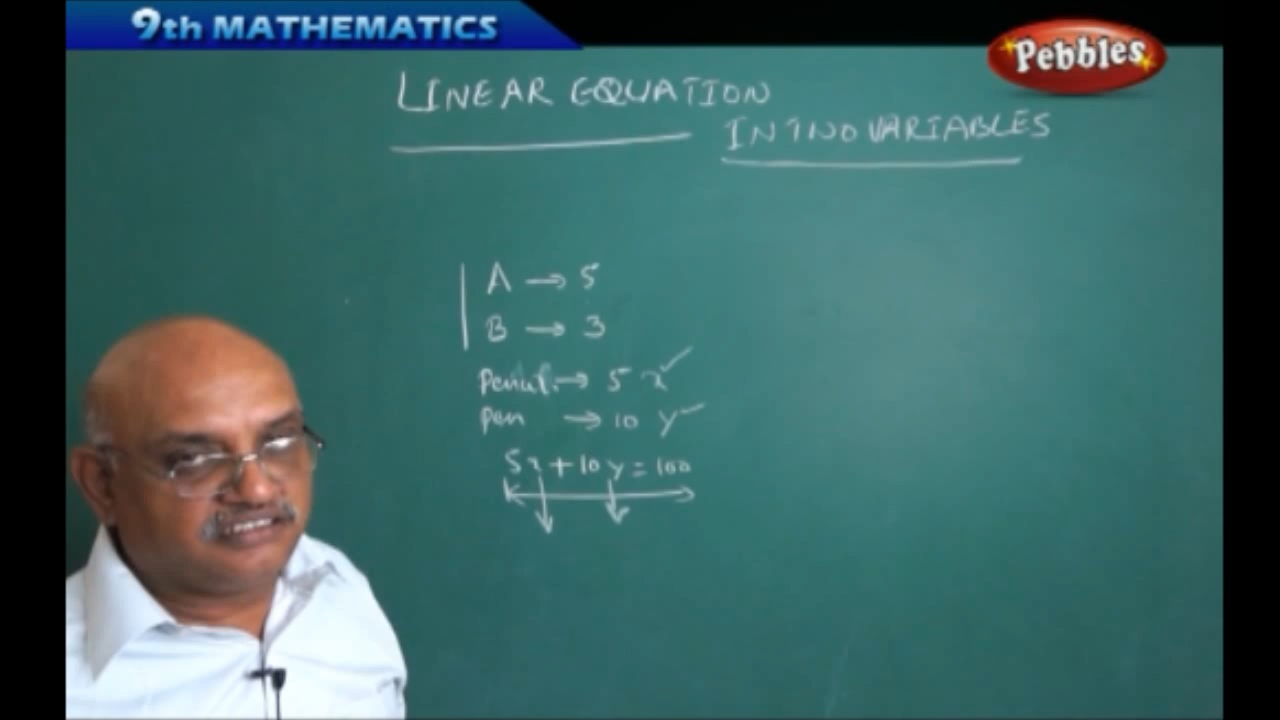 9th MATHEMATICS
Pebbles
LINEAR EQUATION
IN TWO VARIABLES
A → 5
B → 3
Pencil → 5 x ✓
Pen → 10 y ✓
5x + 10y = 100